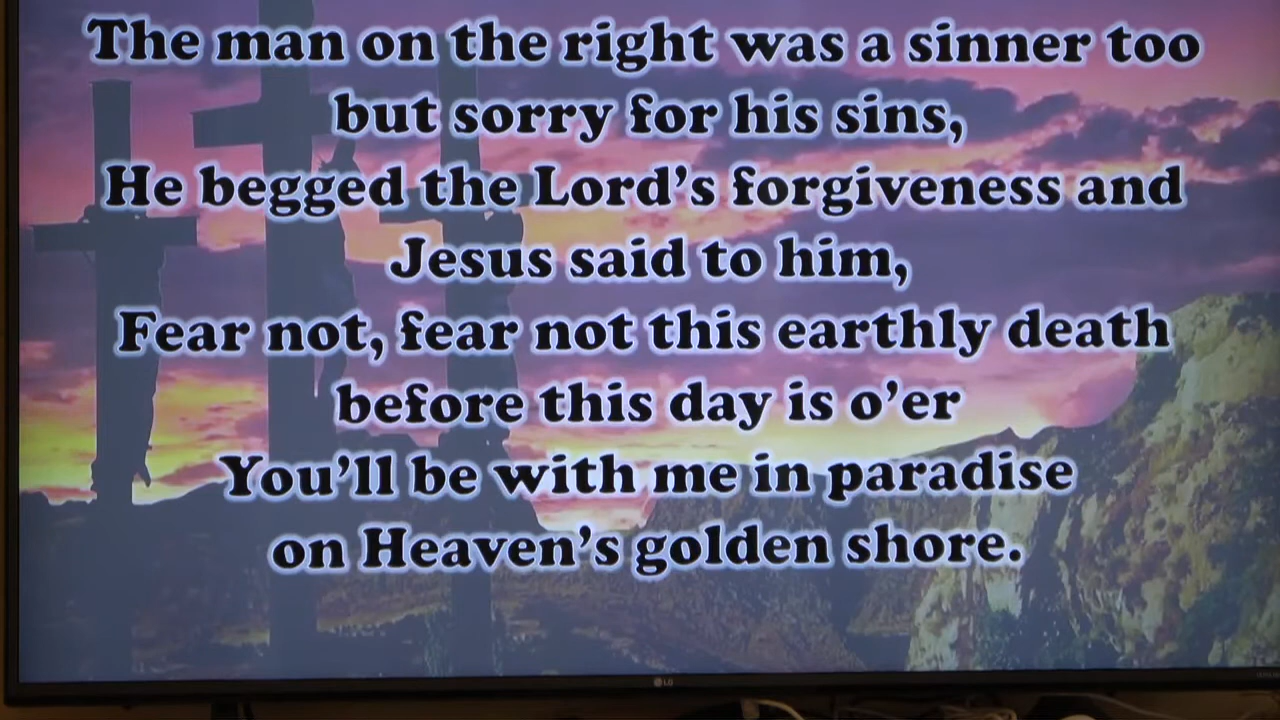 The man on the right was a sinner too
but sorry for his sins,
He begged the Lord's forgiveness and
Jesus said to him,
Fear not, fear not this earthly death
before this day is o'er
You'll be with me in paradise
on Heaven's golden shore.
LG